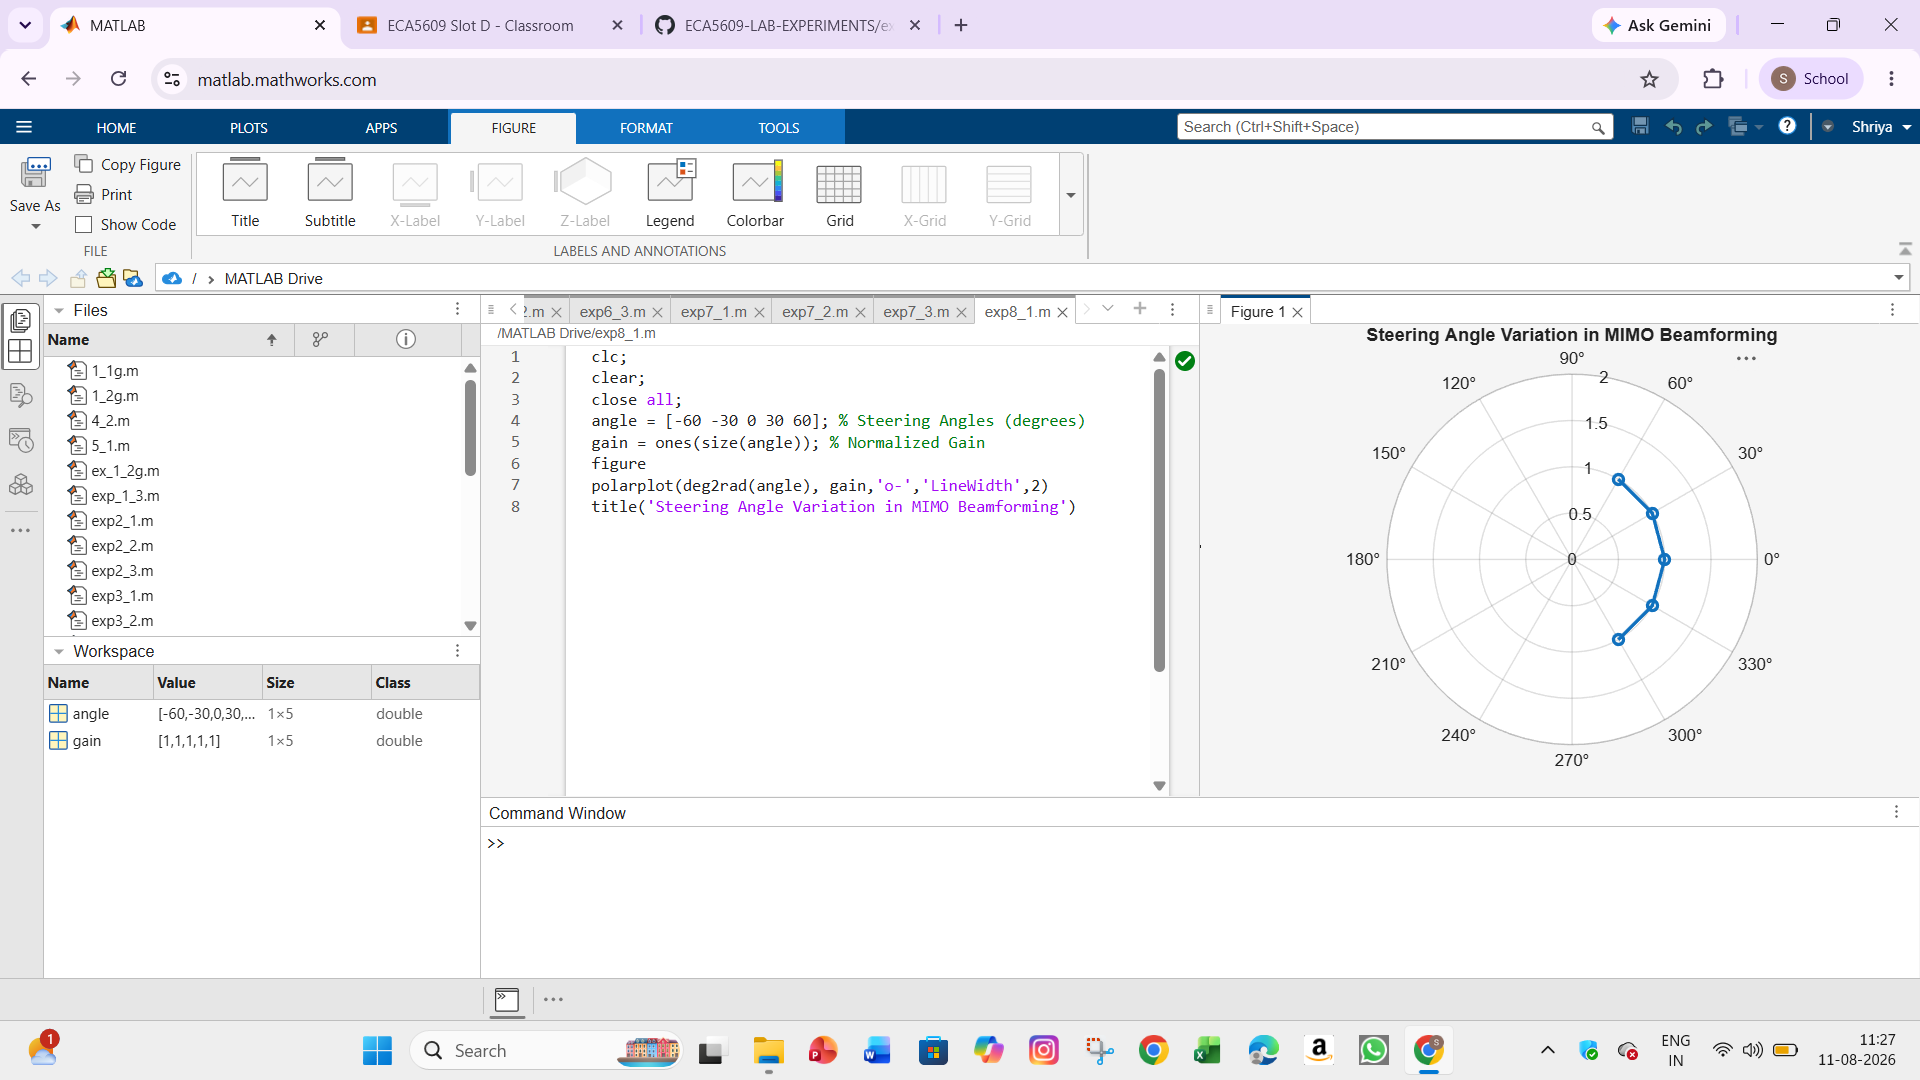 MATLAB
ECA5609 Slot D - Classroom
ECA5609-LAB-EXPERIMENTS/ex
Ask Gemini
matlab.mathworks.com
S
School
HOME
PLOTS
APPS
FIGURE
FORMAT
TOOLS
Search (Ctrl+Shift+Space)
Shriya
Save As
Copy Figure
Print
Show Code
FILE
Title
Subtitle
X-Label
Y-Label
Z-Label
Legend
Colorbar
Grid
X-Grid
Y-Grid
LABELS AND ANNOTATIONS
/ > MATLAB Drive
Files
Name
1_1g.m
1_2g.m
4_2.m
5_1.m
ex_1_2g.m
exp_1_3.m
exp2_1.m
exp2_2.m
exp2_3.m
exp3_1.m
exp3_2.m
Workspace
Name Value Size Class
angle [-60,-30,0,30,... 1×5 double
gain [1,1,1,1,1] 1×5 double
2.m
exp6_3.m
exp7_1.m
exp7_2.m
exp7_3.m
exp8_1.m
/MATLAB Drive/exp8_1.m
1 clc;
2 clear;
3 close all;
4 angle = [-60 -30 0 30 60]; % Steering Angles (degrees)
5 gain = ones(size(angle)); % Normalized Gain
6 figure
7 polarplot(deg2rad(angle), gain,'o-','LineWidth',2)
8 title('Steering Angle Variation in MIMO Beamforming')
Figure 1
Steering Angle Variation in MIMO Beamforming
90°
2
120°
60°
1.5
150°
30°
1
0.5
180°
0
0°
210°
330°
240°
300°
270°
Command Window
>>
1
Search
ENG
IN
11:27
11-08-2026